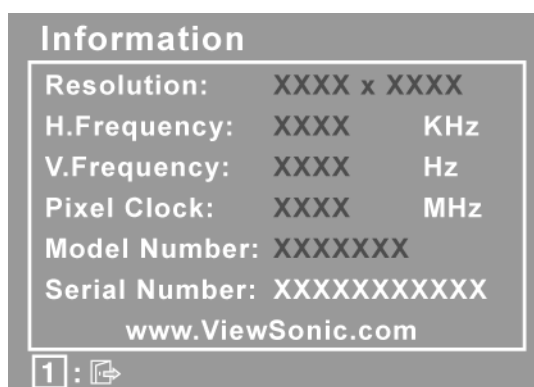 Information
Resolution: XXXX x XXXX
H.Frequency: XXXX KHz
V.Frequency: XXXX Hz
Pixel Clock: XXXX MHz
Model Number: XXXXXXX
Serial Number: XXXXXXXXXXX
www.ViewSonic.com
1 :